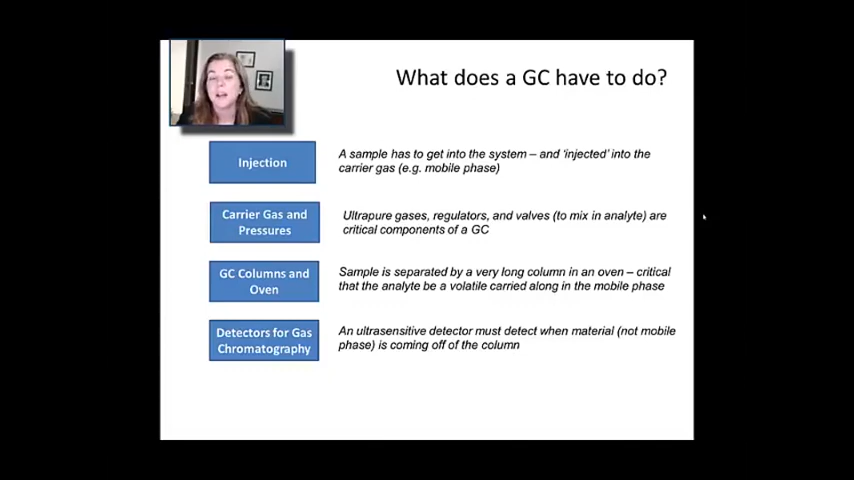 What does a GC have to do?
Injection
A sample has to get into the system – and ‘injected’ into the
carrier gas (e.g. mobile phase)
Carrier Gas and
Pressures
Ultrapure gases, regulators, and valves (to mix in analyte) are
critical components of a GC
GC Columns and
Oven
Sample is separated by a very long column in an oven – critical
that the analyte be a volatile carried along in the mobile phase
Detectors for Gas
Chromatography
An ultrasensitive detector must detect when material (not mobile
phase) is coming off of the column